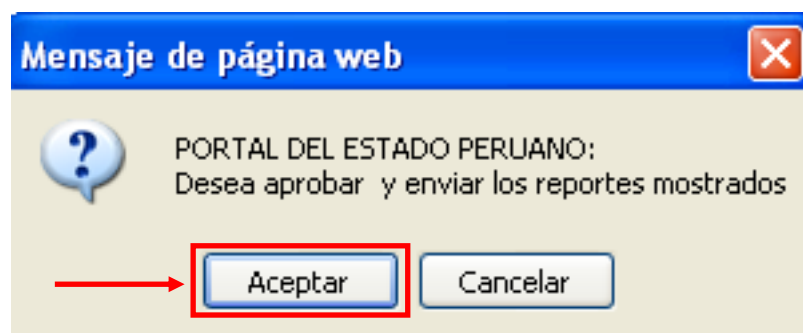 Mensaje de página web
PORTAL DEL ESTADO PERUANO:
Desea aprobar y enviar los reportes mostrados
Aceptar
Cancelar